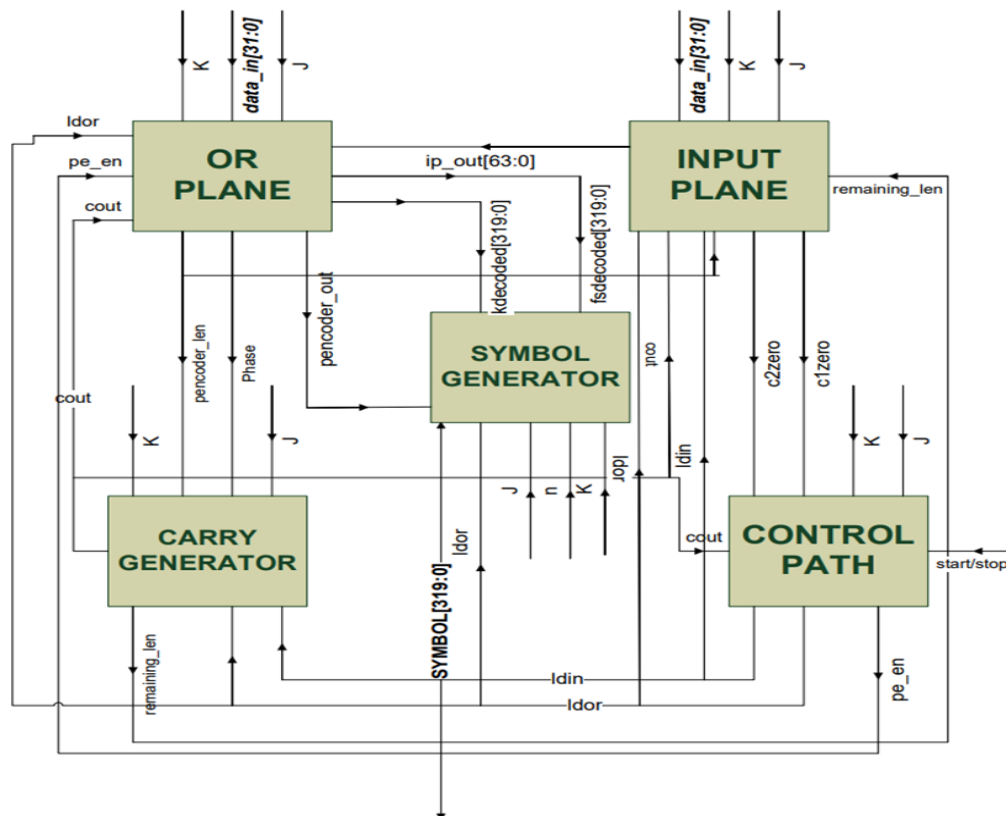 K
data_in[31:0]
J
data_in[31:0]
K
J
ldor
pe_en
cout
OR
PLANE
ip_out[63:0]
INPUT
PLANE
remaining_len
kdecoded[319:0]
fsdecoded[319:0]
pencoder_out
pencoder_len
Phase
SYMBOL
GENERATOR
cout
c2zero
c1zero
cout
K
J
K
J
J
n
K
ldor
ldin
CARRY
GENERATOR
ldor
SYMBOL[319:0]
cout
CONTROL
PATH
start/stop
remaining_len
ldin
ldor
pe_en